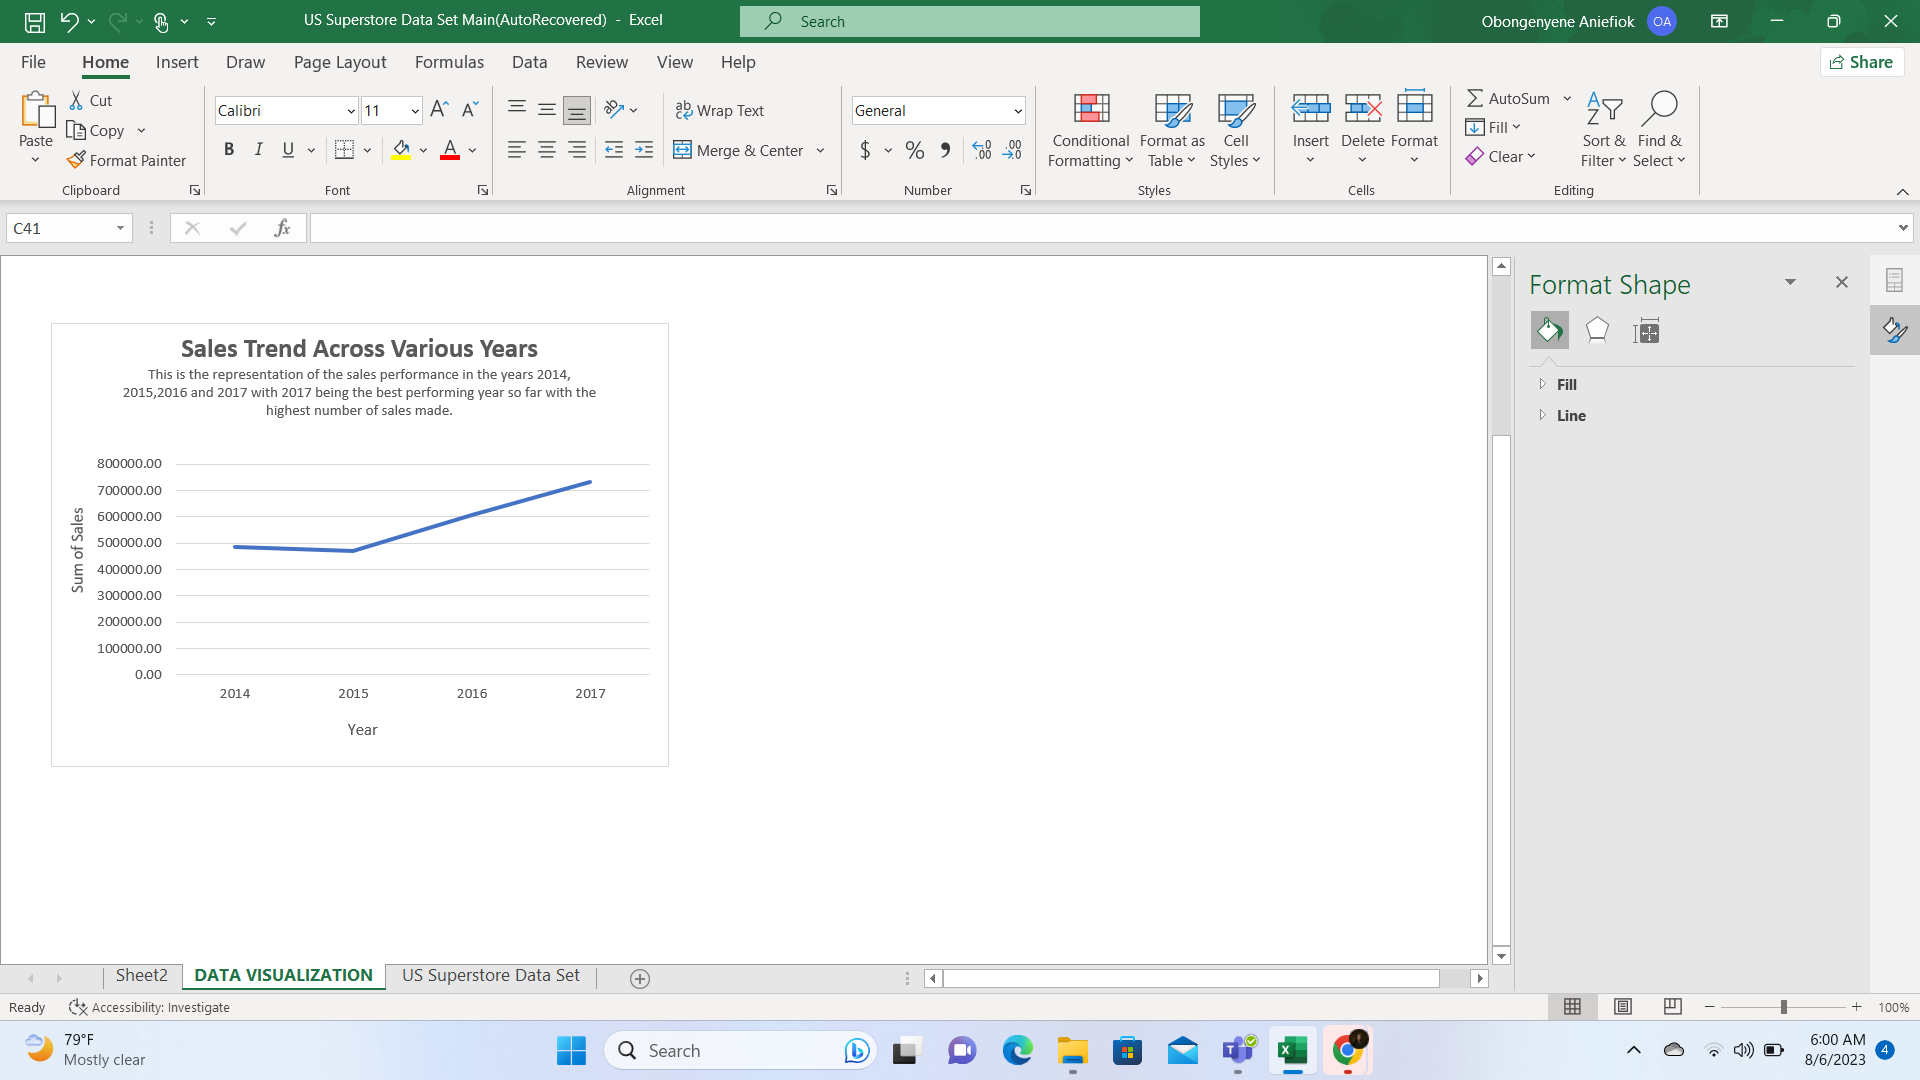 US Superstore Data Set Main(AutoRecovered) - Excel
Search
Obongenyene Aniefiok
OA
File
Home
Insert
Draw
Page Layout
Formulas
Data
Review
View
Help
Share
Paste
Cut
Copy
Format Painter
Clipboard
Calibri
11
B I U
A
Font
Wrap Text
Merge & Center
Alignment
General
$ % ,
Number
Conditional
Formatting
Format as
Table
Cell
Styles
Styles
Insert
Delete
Format
Cells
AutoSum
Fill
Clear
Sort &
Filter
Find &
Select
Editing
C41
fx
Sales Trend Across Various Years
This is the representation of the sales performance in the years 2014,
2015,2016 and 2017 with 2017 being the best performing year so far with the
highest number of sales made.
Sum of Sales
800000.00
700000.00
600000.00
500000.00
400000.00
300000.00
200000.00
100000.00
0.00
2014
2015
2016
2017
Year
Format Shape
Fill
Line
Sheet2
DATA VISUALIZATION
US Superstore Data Set
Ready
Accessibility: Investigate
100%
79°F
Mostly clear
Search
6:00 AM
8/6/2023
4